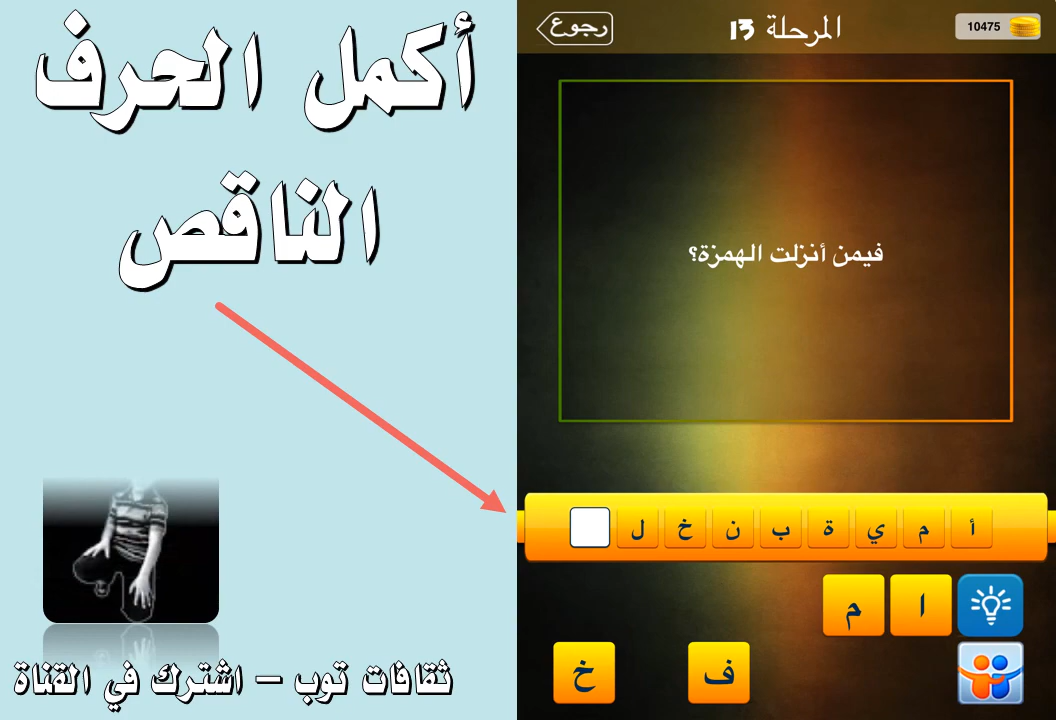 أكمل الحرف
الناقص
ثقافات توب – اشترك في القناة
رجوع
المرحلة 13
10475
فيمن أنزلت الهمزة؟
أ م ي ة ب ن خ ل
ا م
ف خ